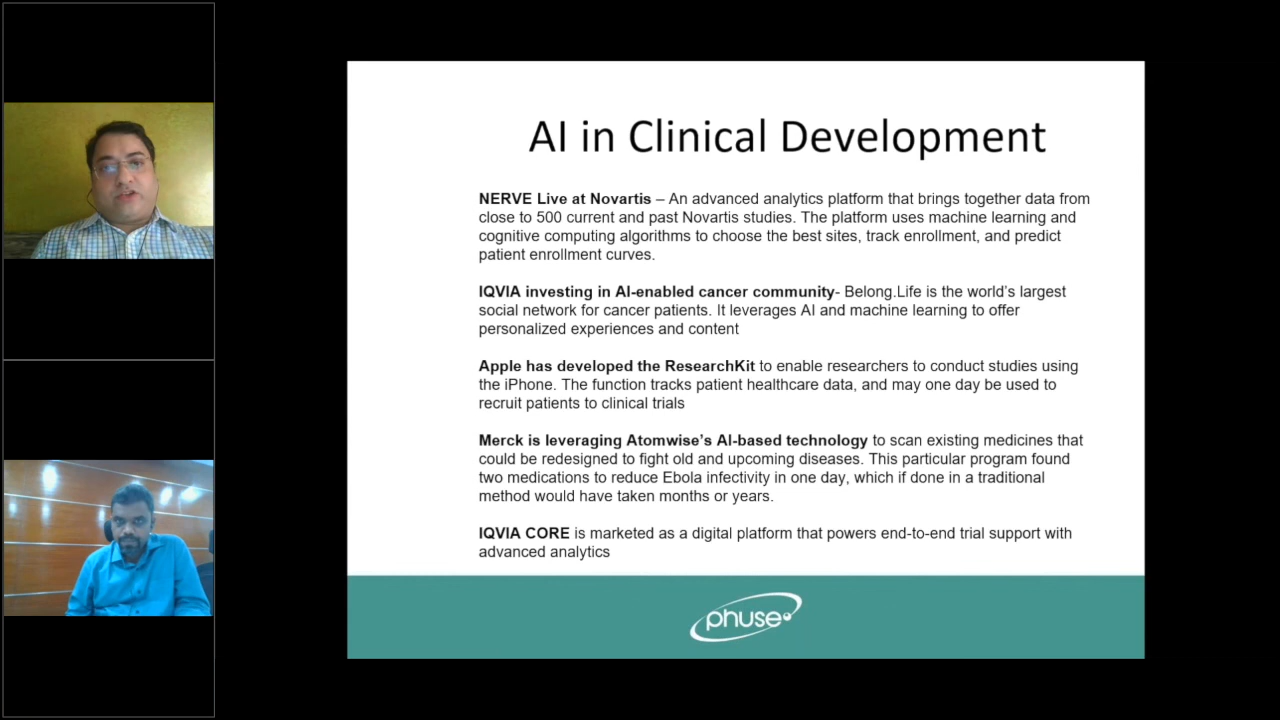 AI in Clinical Development
NERVE Live at Novartis – An advanced analytics platform that brings together data from
close to 500 current and past Novartis studies. The platform uses machine learning and
cognitive computing algorithms to choose the best sites, track enrollment, and predict
patient enrollment curves.
IQVIA investing in AI-enabled cancer community- Belong.Life is the world's largest
social network for cancer patients. It leverages AI and machine learning to offer
personalized experiences and content
Apple has developed the ResearchKit to enable researchers to conduct studies using
the iPhone. The function tracks patient healthcare data, and may one day be used to
recruit patients to clinical trials
Merck is leveraging Atomwise's AI-based technology to scan existing medicines that
could be redesigned to fight old and upcoming diseases. This particular program found
two medications to reduce Ebola infectivity in one day, which if done in a traditional
method would have taken months or years.
IQVIA CORE is marketed as a digital platform that powers end-to-end trial support with
advanced analytics
phuse